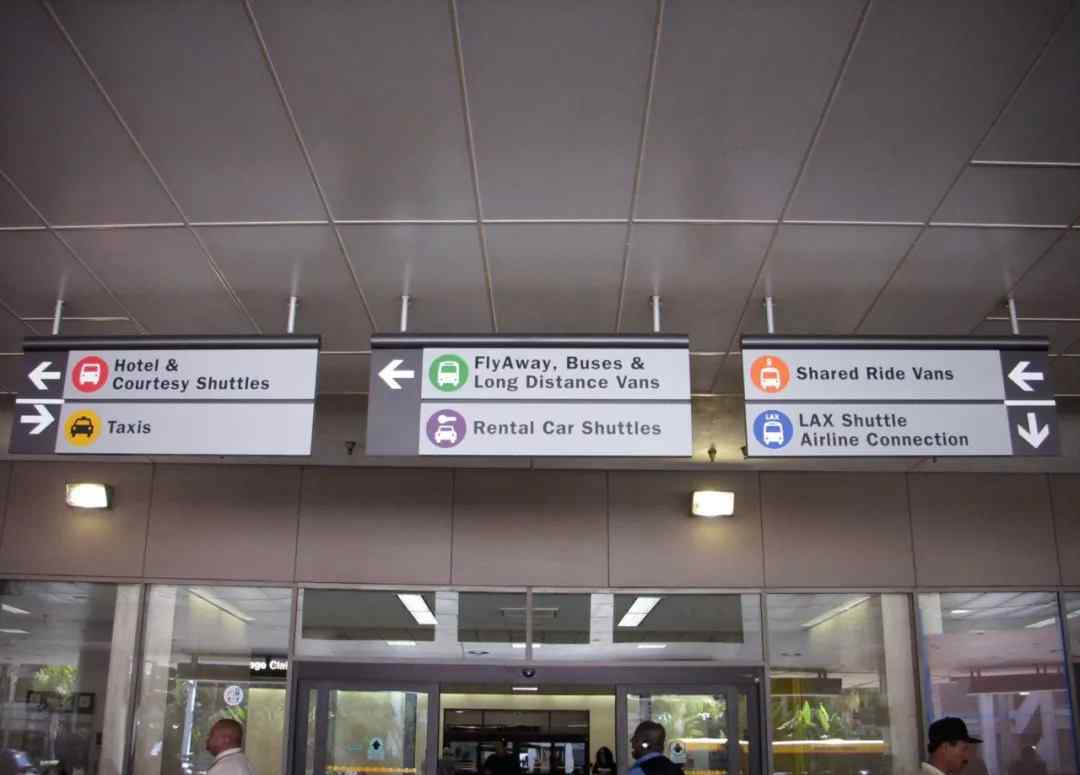 Hotel &
Courtesy Shuttles
Taxis
FlyAway, Buses &
Long Distance Vans
Rental Car Shuttles
S
Shared Ride Vans
LAX
LAX Shuttle
Airline Connection